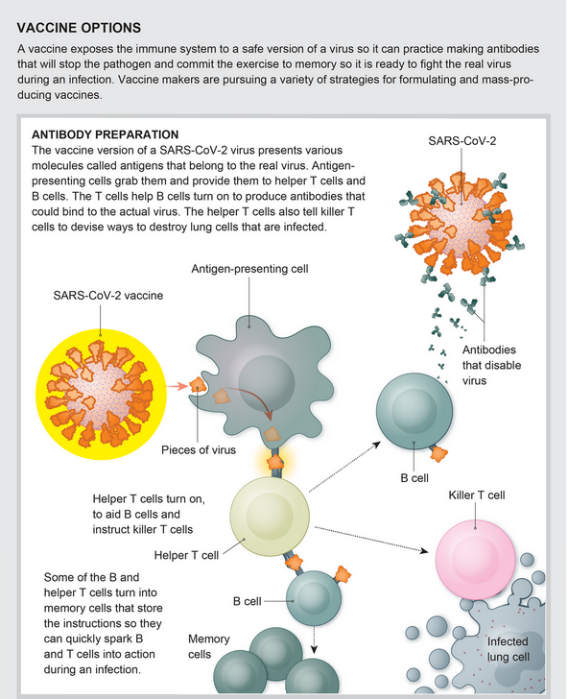 VACCINE OPTIONS
A vaccine exposes the immune system to a safe version of a virus so it can practice making antibodies
that will stop the pathogen and commit the exercise to memory so it is ready to fight the real virus
during an infection. Vaccine makers are pursuing a variety of strategies for formulating and mass-pro-
ducing vaccines.
ANTIBODY PREPARATION
The vaccine version of a SARS-CoV-2 virus presents various
molecules called antigens that belong to the real virus. Antigen-
presenting cells grab them and provide them to helper T cells and
B cells. The T cells help B cells turn on to produce antibodies that
could bind to the actual virus. The helper T cells also tell killer T
cells to devise ways to destroy lung cells that are infected.
SARS-CoV-2
Antigen-presenting cell
SARS-CoV-2 vaccine
Antibodies
that disable
virus
Pieces of virus
B cell
Killer T cell
Helper T cells turn on,
to aid B cells and
instruct killer T cells
Helper T cell
Some of the B and
helper T cells turn into
memory cells that store
the instructions so they
can quickly spark B
and T cells into action
during an infection.
B cell
Memory
cells
Infected
lung cell